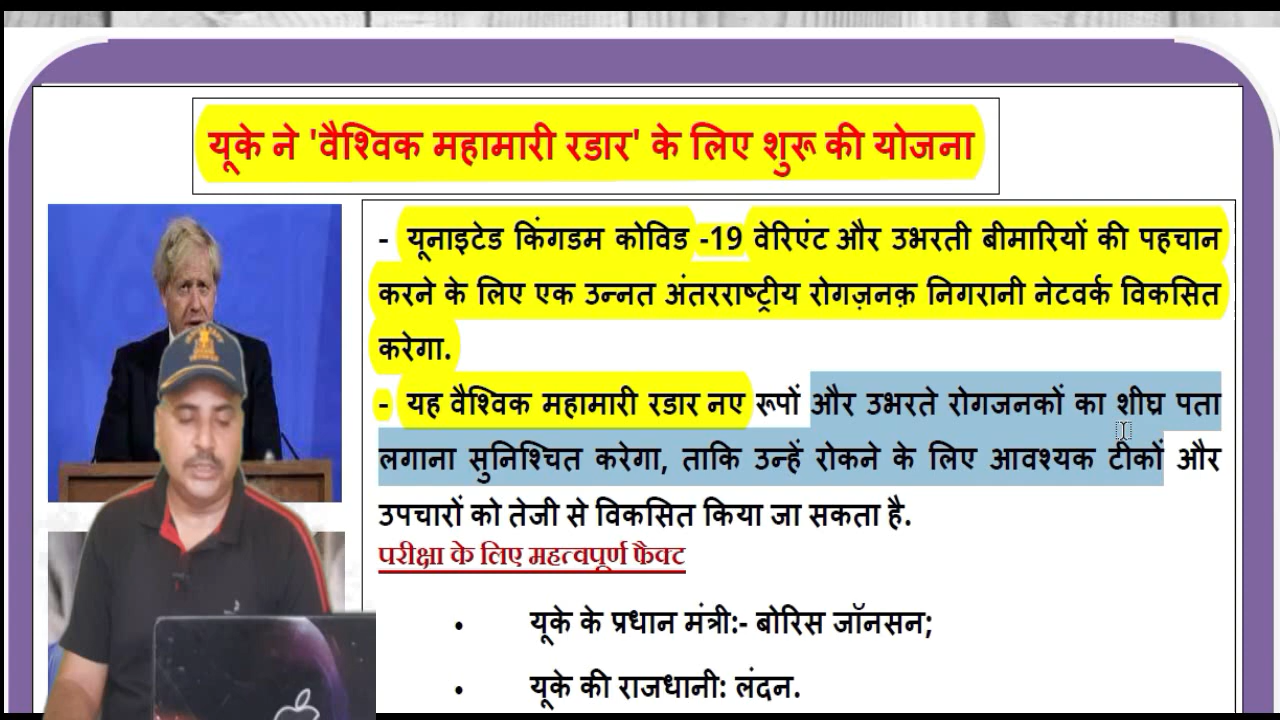 यूके ने 'वैश्विक महामारी रडार' के लिए शुरू की योजना
- यूनाइटेड किंगडम कोविड -19 वेरिएंट और उभरती बीमारियों की पहचान
करने के लिए एक उन्नत अंतरराष्ट्रीय रोगज़नक़ निगरानी नेटवर्क विकसित
करेगा.
- यह वैश्विक महामारी रडार नए रूपों और उभरते रोगजनकों का शीघ्र पता
लगाना सुनिश्चित करेगा, ताकि उन्हें रोकने के लिए आवश्यक टीकों और
उपचारों को तेजी से विकसित किया जा सकता है.
परीक्षा के लिए महत्वपूर्ण फैक्ट
• यूके के प्रधान मंत्री:- बोरिस जॉनसन;
• यूके की राजधानी: लंदन.